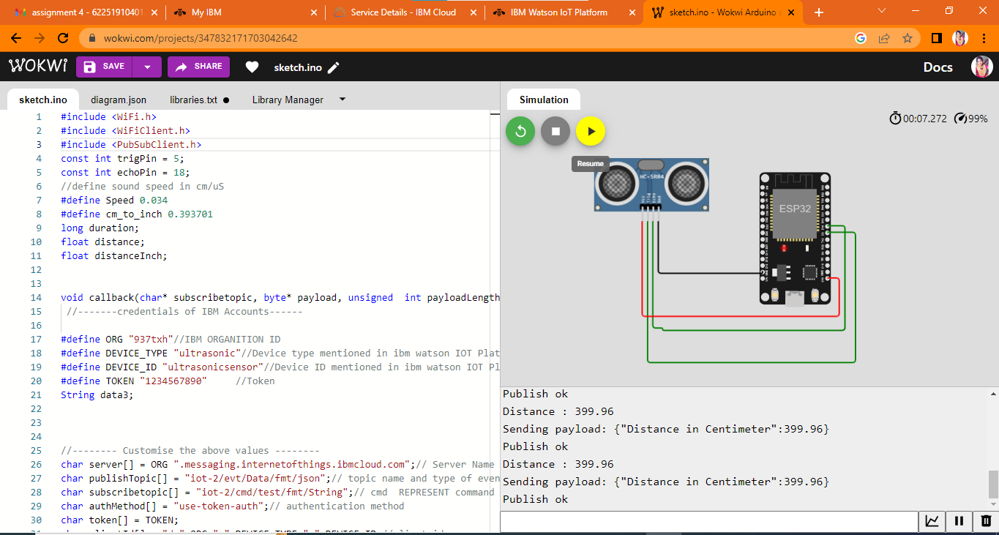 assignment 4 - 62251910401
My IBM
Service Details - IBM Cloud
IBM Watson IoT Platform
sketch.ino - Wokwi Arduino a
wokwi.com/projects/347832171703042642
WOKWI
SAVE
SHARE
sketch.ino
Docs
sketch.ino
diagram.json
libraries.txt
Library Manager
Simulation
1 #include <WiFi.h>
2 #include <WiFiClient.h>
3 #include <PubSubClient.h>
4 const int trigPin = 5;
5 const int echoPin = 18;
6 //define sound speed in cm/uS
7 #define Speed 0.034
8 #define cm_to_inch 0.393701
9 long duration;
10 float distance;
11 float distanceInch;
12
13
14 void callback(char* subscribetopic, byte* payload, unsigned  int payloadLength
15 //-------credentials of IBM Accounts------
16
17 #define ORG "937txh"//IBM ORGANITION ID
18 #define DEVICE_TYPE "ultrasonic"//Device type mentioned in ibm watson IOT Plat
19 #define DEVICE_ID "ultrasonicsensor"//Device ID mentioned in ibm watson IOT Pl
20 #define TOKEN "1234567890"     //Token
21 String data3;
22
23
24
25 //-------- Customise the above values --------
26 char server[] = ORG ".messaging.internetofthings.ibmcloud.com";// Server Name
27 char publishTopic[] = "iot-2/evt/Data/fmt/json";// topic name and type of even
28 char subscribetopic[] = "iot-2/cmd/test/fmt/String";// cmd  REPRESENT command
29 char authMethod[] = "use-token-auth";// authentication method
30 char token[] = TOKEN;
00:07.272
99%
Resume
HC-SR04
Vcc
Trig
Echo
Gnd
ESP32
Publish ok
Distance : 399.96
Sending payload: {"Distance in Centimeter":399.96}
Publish ok
Distance : 399.96
Sending payload: {"Distance in Centimeter":399.96}
Publish ok